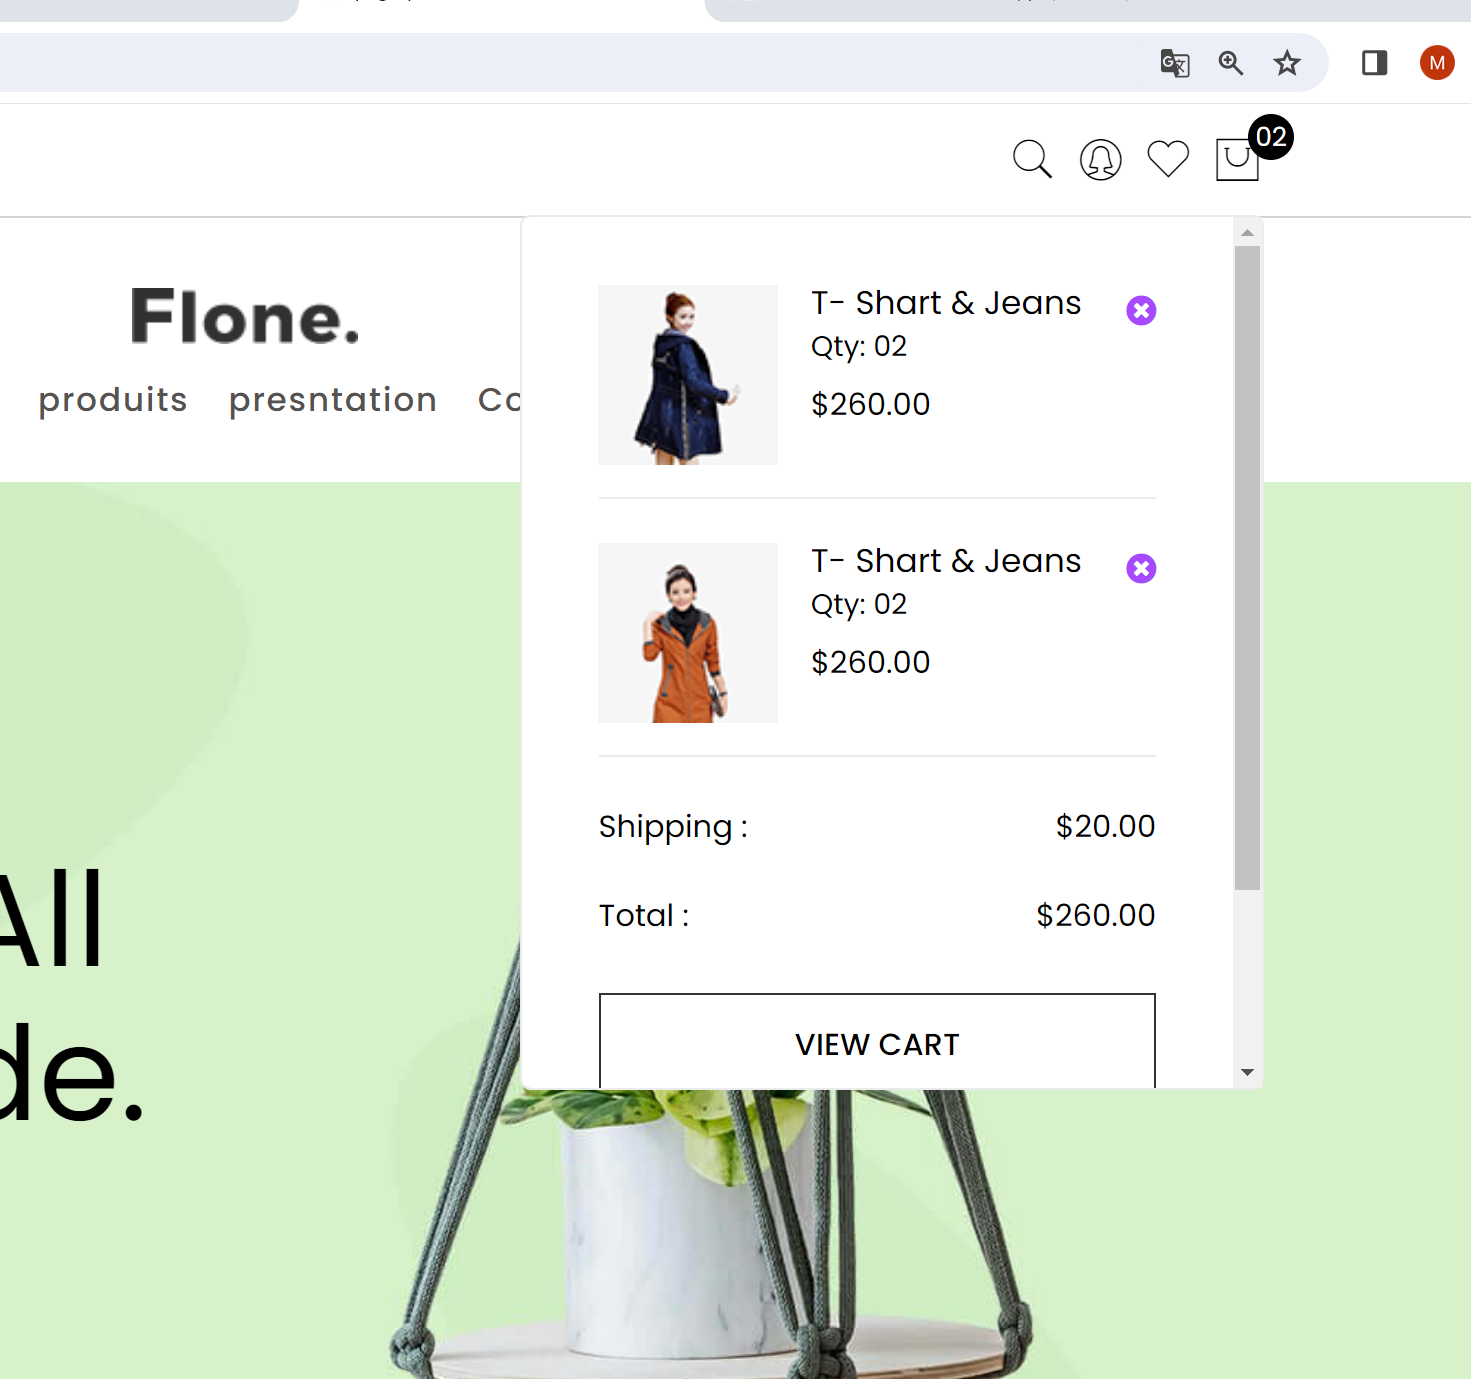 M
02
Flone.
produits presntation Co
T- Shart & Jeans
Qty: 02
$260.00
T- Shart & Jeans
Qty: 02
$260.00
Shipping : $20.00
Total : $260.00
VIEW CART
All
de.